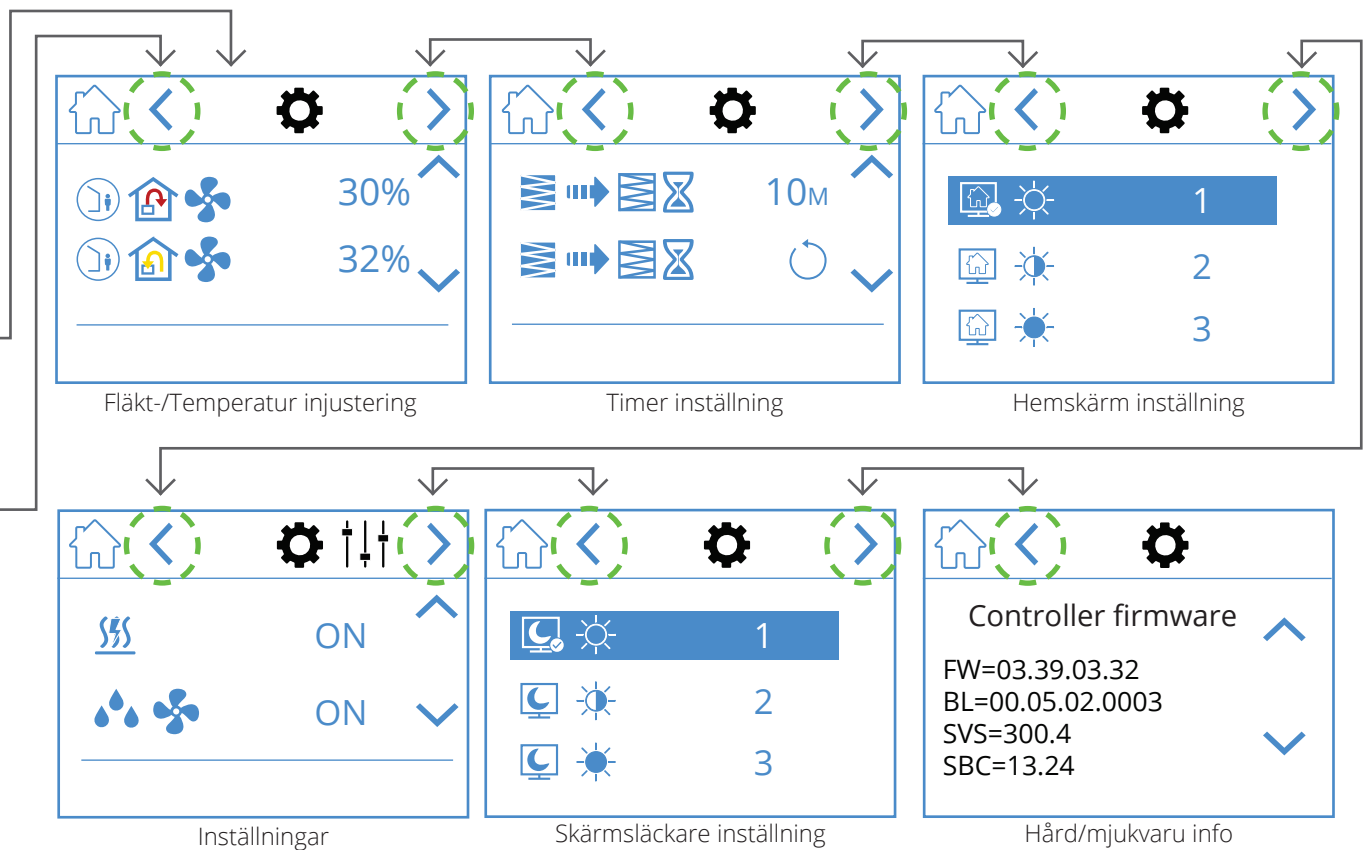 30%
32%
Fläkt-/Temperatur injustering
10M
Timer inställning
1
2
3
Hemskärm inställning
ON
ON
Inställningar
1
2
3
Skärmsläckare inställning
Controller firmware
FW=03.39.03.32
BL=00.05.02.0003
SVS=300.4
SBC=13.24
Hård/mjukvaru info